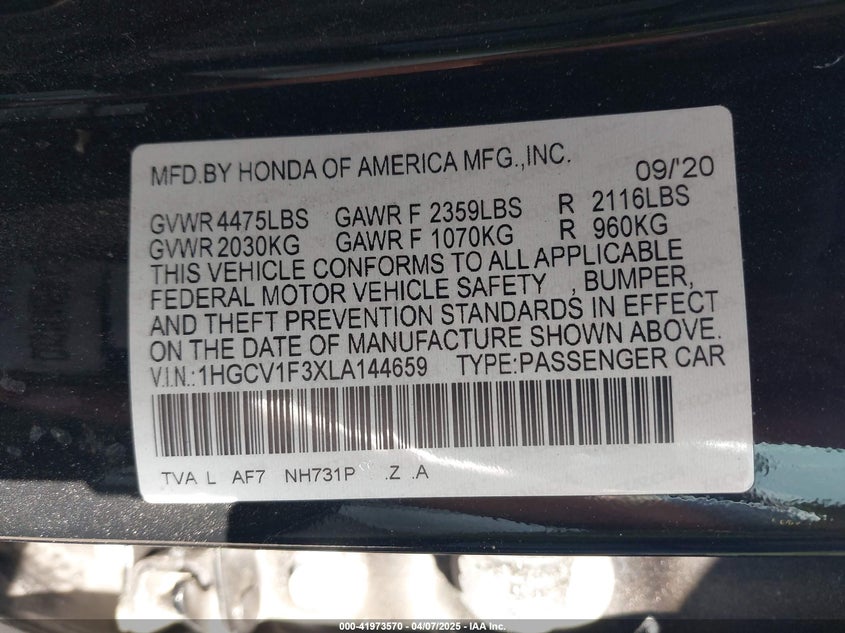 MFD.BY HONDA OF AMERICA MFG.,INC. 09/'20
GVWR 4475LBS GAWR F 2359LBS R 2116LBS
GVWR 2030KG GAWR F 1070KG R 960KG
THIS VEHICLE CONFORMS TO ALL APPLICABLE
FEDERAL MOTOR VEHICLE SAFETY , BUMPER,
AND THEFT PREVENTION STANDARDS IN EFFECT
ON THE DATE OF MANUFACTURE SHOWN ABOVE.
V.I.N.:1HGCV1F3XLA144659 TYPE:PASSENGER CAR
TVA L AF7 NH731P .Z .A
000-41973570 — 04/07/2025 — IAA Inc.